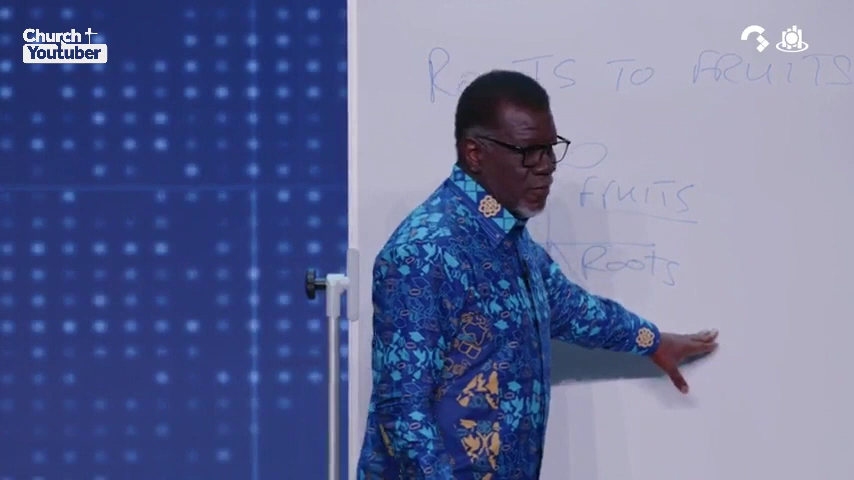 Church
Youtuber
ROOTS TO FRUITS
FRUITS
ROOTS